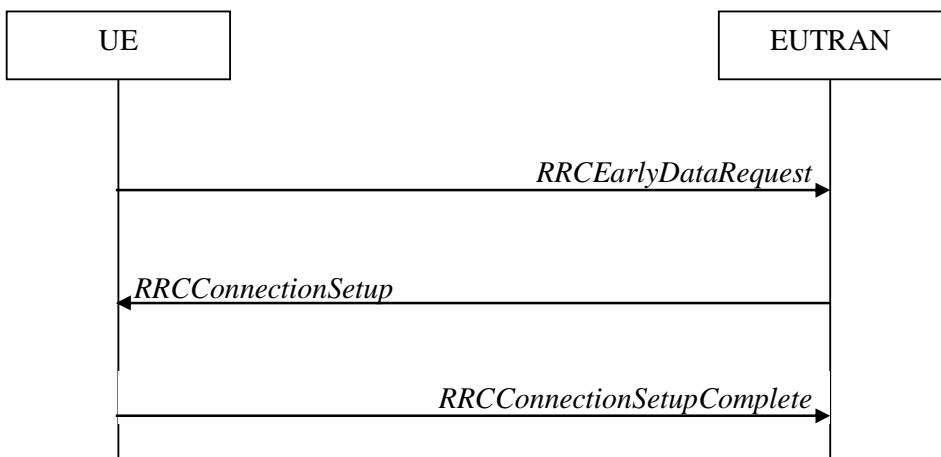 UE
EUTRAN
RRCEarlyDataRequest
RRCConnectionSetup
RRCConnectionSetupComplete